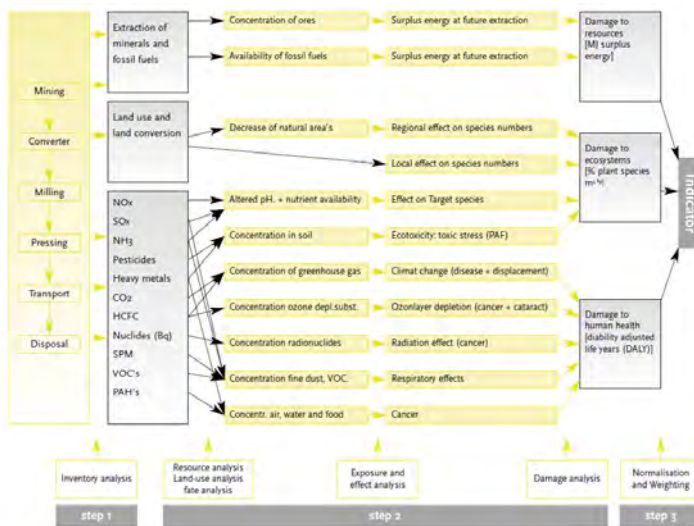 Mining
Converter
Milling
Pressing
Transport
Disposal
Extraction of
minerals and
fossil fuels
Land use and
land conversion
NOx
SOx
NH3
Pesticides
Heavy metals
CO2
HCFC
Nuclides (Bq)
SPM
VOC's
PAH's
Concentration of ores
Availability of fossil fuels
Decrease of natural area's
Altered pH. + nutrient availability
Concentration in soil
Concentration of greenhouse gas
Concentration ozone depl.subst.
Concentration radionuclides
Concentration fine dust, VOC.
Concentr. air, water and food
Surplus energy at future extraction
Surplus energy at future extraction
Regional effect on species numbers
Local effect on species numbers
Effect on Target species
Ecotoxicity: toxic stress (PAF)
Climat change (disease + displacement)
Ozonlayer depletion (cancer + cataract)
Radiation effect (cancer)
Respiratory effects
Cancer
Damage to
resources
[MJ surplus
energy]
Damage to
ecosystems
[% plant species
Damage to
human health
[diability adjusted
life years (DALY)]
Indicator
Inventory analysis
Resource analysis
Land-use analysis
fate analysis
Exposure and
effect analysis
Damage analysis
Normalisation
and Weighting
step 1
step 2
step 3